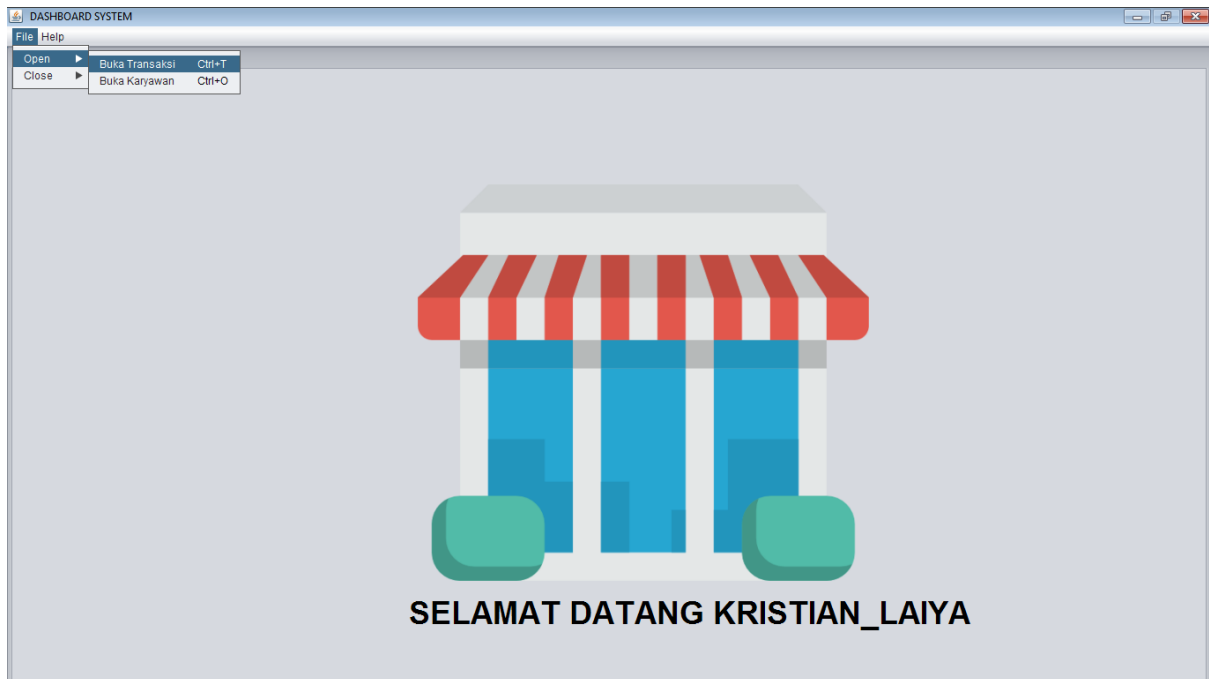 DASHBOARD SYSTEM
File Help
Open
Close
Buka Transaksi Ctrl+T
Buka Karyawan Ctrl+O
SELAMAT DATANG KRISTIAN_LAIYA